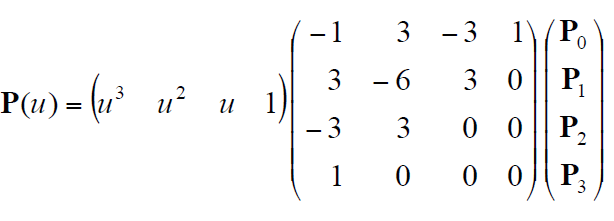 P(u) = (u³ u² u 1) ( −1 3 −3 1 ) ( P₀ )
( 3 −6 3 0 ) ( P₁ )
( −3 3 0 0 ) ( P₂ )
( 1 0 0 0 ) ( P₃ )